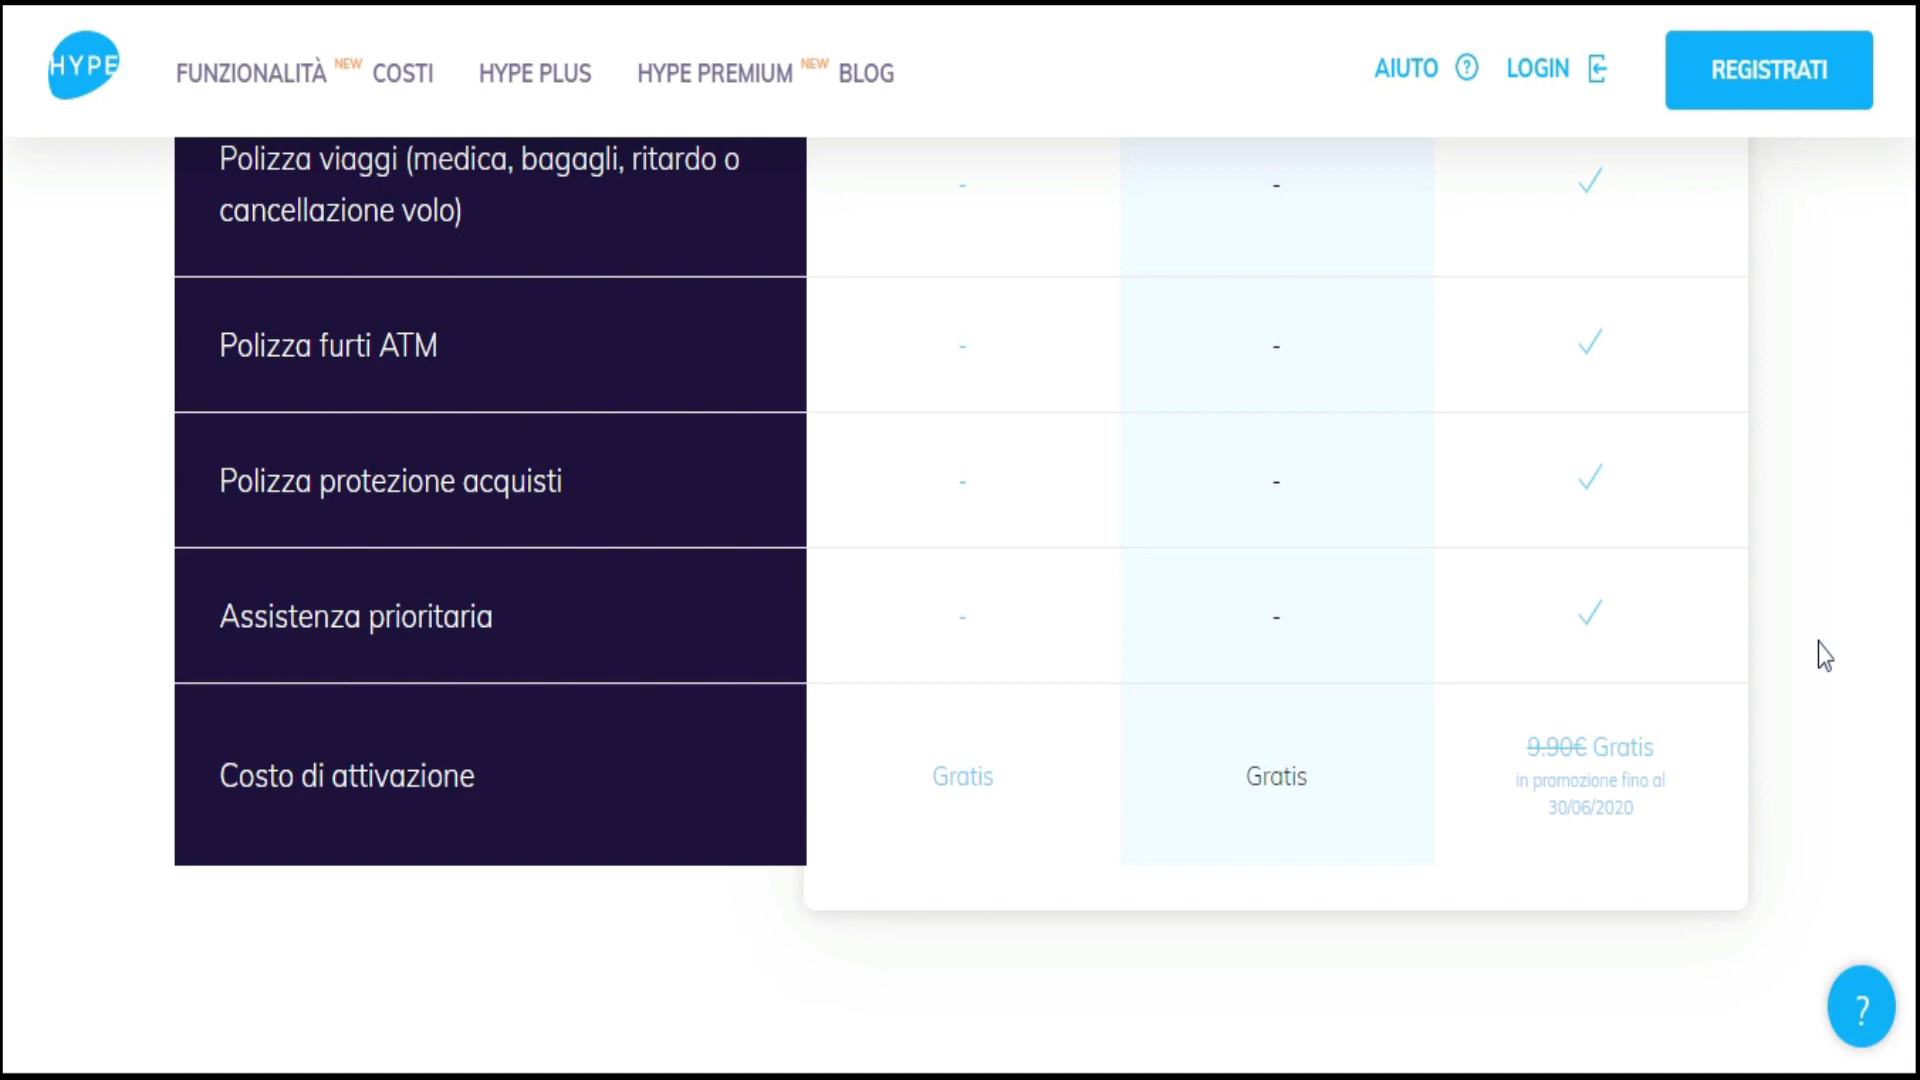 HYPE
FUNZIONALITÀ NEW COSTI HYPE PLUS HYPE PREMIUM NEW BLOG AIUTO ? LOGIN REGISTRATI
Polizza viaggi (medica, bagagli, ritardo o
cancellazione volo) - -
Polizza furti ATM - -
Polizza protezione acquisti - -
Assistenza prioritaria - -
Costo di attivazione Gratis Gratis 9.90€ Gratis
in promozione fino al
30/06/2020
?